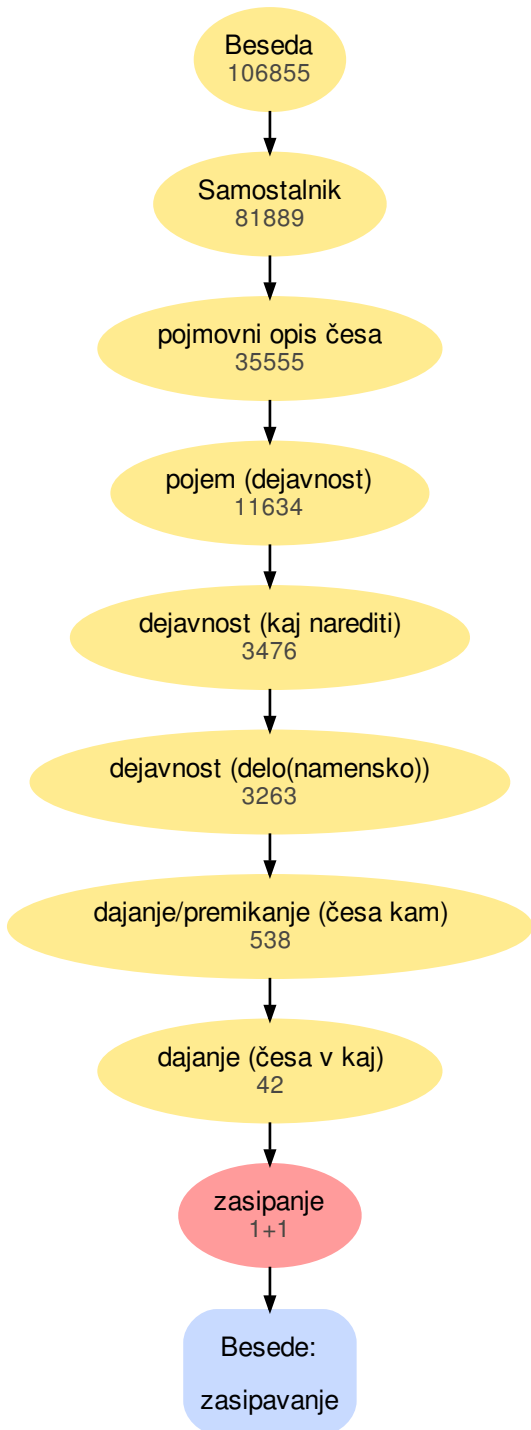 Beseda
106855
Samostalnik
81889
pojmovni opis česa
35555
pojem (dejavnost)
11634
dejavnost (kaj narediti)
3476
dejavnost (delo(namensko))
3263
dajanje/premikanje (česa kam)
538
dajanje (česa v kaj)
42
zasipanje
1+1
Besede:
zasipavanje